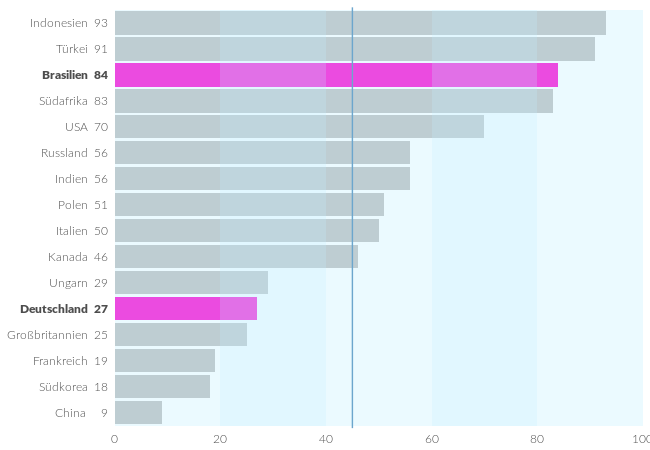 Indonesien 93
Türkei 91
Brasilien 84
Südafrika 83
USA 70
Russland 56
Indien 56
Polen 51
Italien 50
Kanada 46
Ungarn 29
Deutschland 27
Großbritannien 25
Frankreich 19
Südkorea 18
China 9
0 20 40 60 80 100